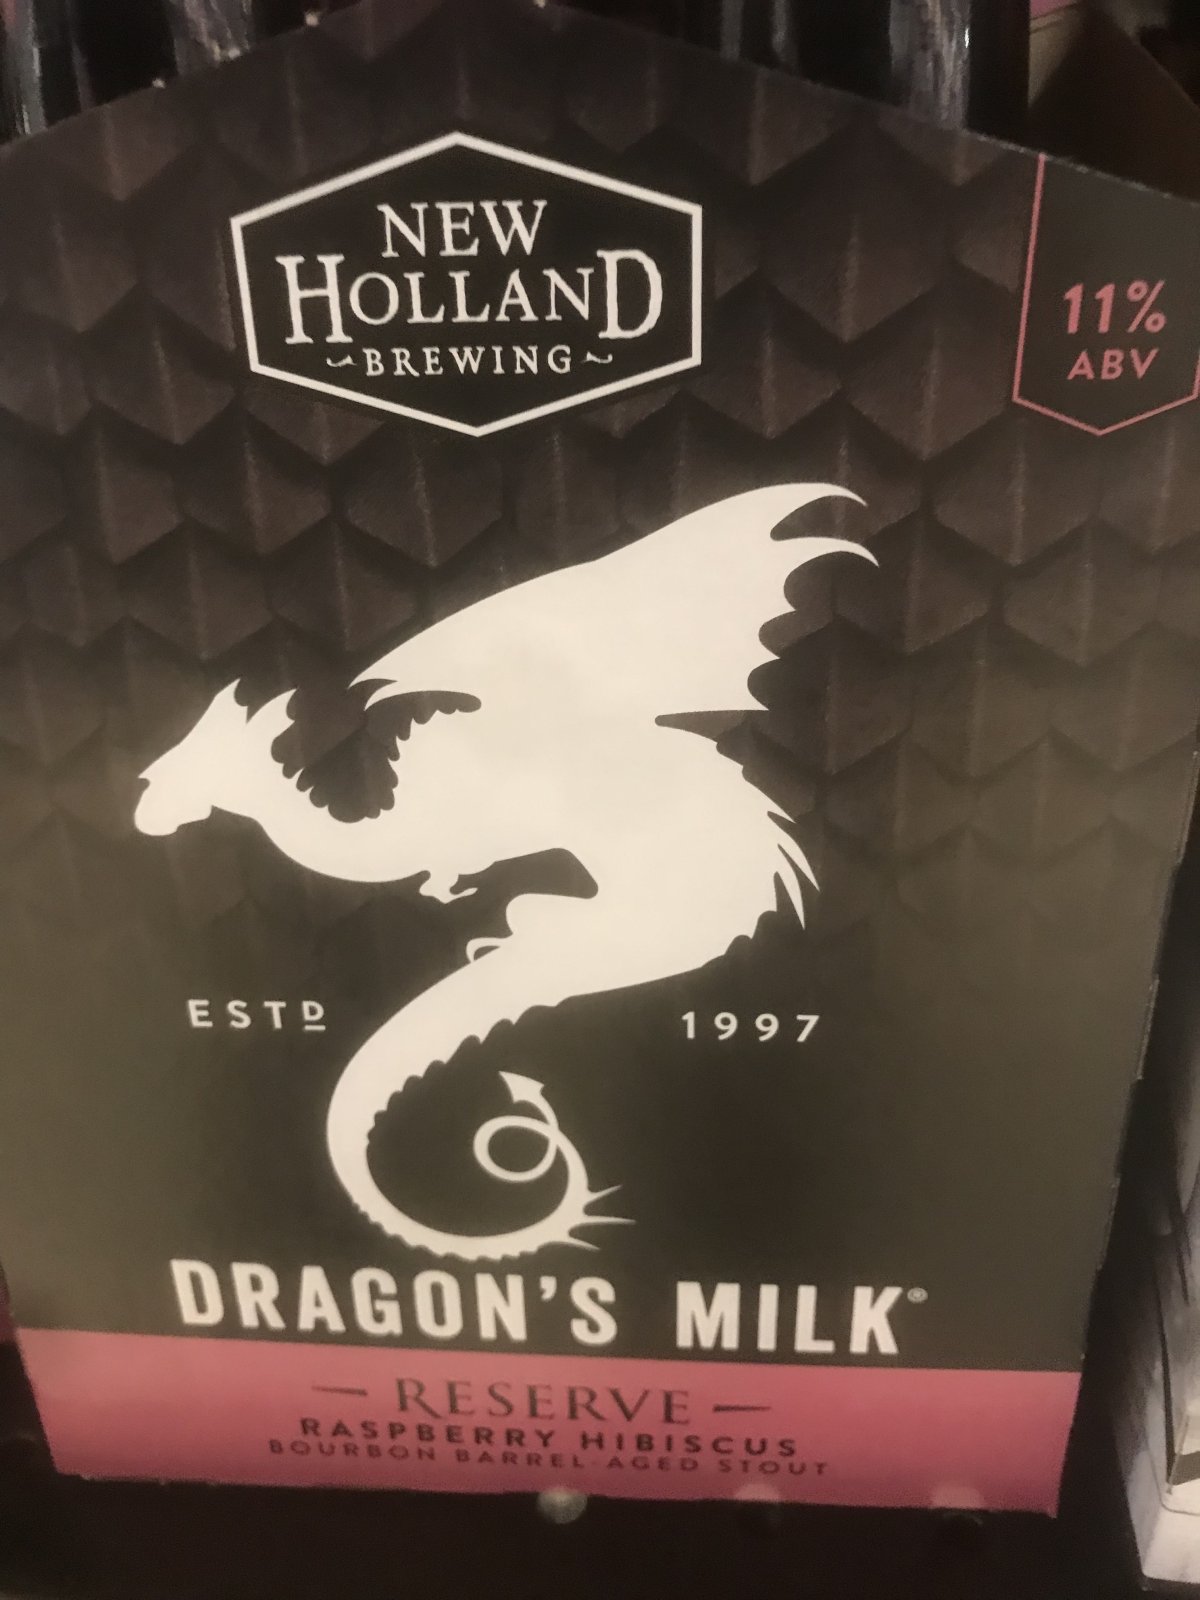 NEW
HOLLAND
BREWING
11%
ABV
ESTD
1997
DRAGON'S MILK®
— RESERVE —
RASPBERRY HIBISCUS
BOURBON BARREL-AGED STOUT